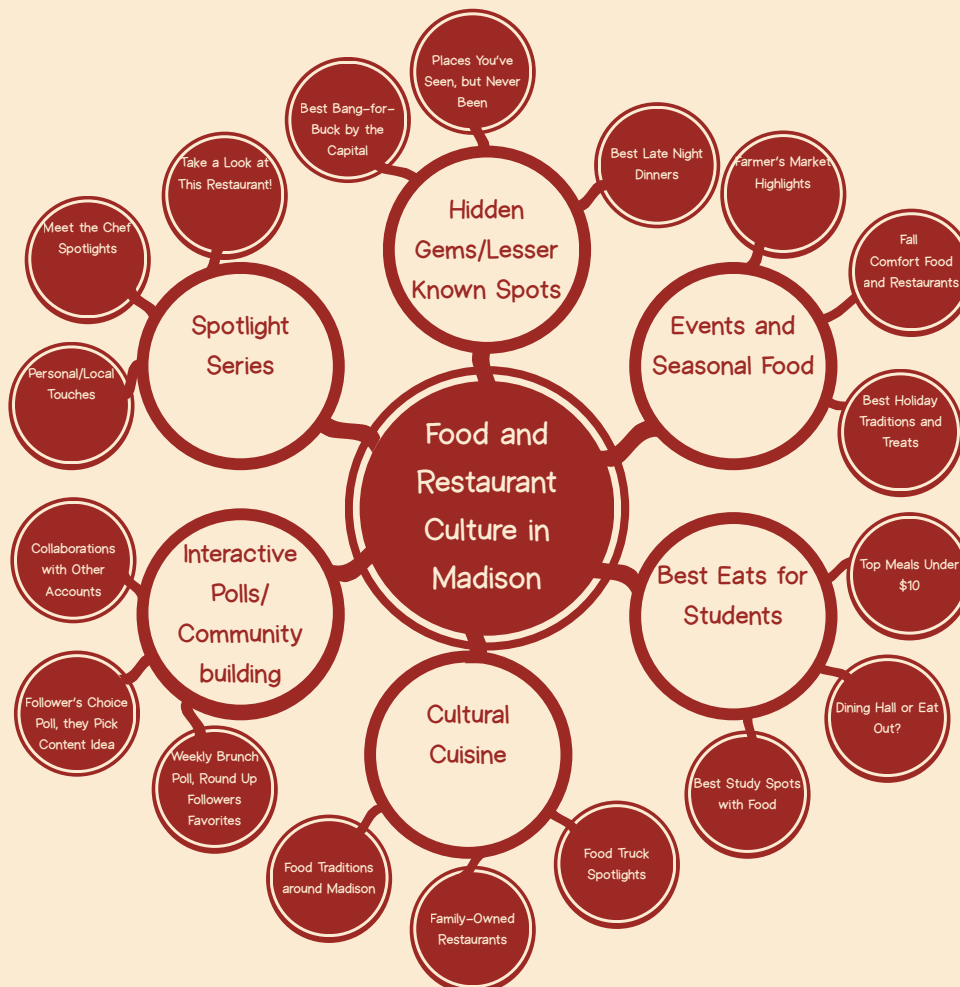 Food and
Restaurant
Culture in
Madison
Hidden
Gems/Lesser
Known Spots
Best Bang-for-
Buck by the
Capital
Places You've
Seen, but Never
Been
Best Late Night
Dinners
Events and
Seasonal Food
Farmer's Market
Highlights
Fall
Comfort Food
and Restaurants
Best Holiday
Traditions and
Treats
Best Eats for
Students
Top Meals Under
$10
Dining Hall or Eat
Out?
Best Study Spots
with Food
Cultural
Cuisine
Food Truck
Spotlights
Family-Owned
Restaurants
Food Traditions
around Madison
Interactive
Polls/
Community
building
Weekly Brunch
Poll, Round Up
Followers
Favorites
Follower's Choice
Poll, they Pick
Content Idea
Collaborations
with Other
Accounts
Spotlight
Series
Personal/Local
Touches
Meet the Chef
Spotlights
Take a Look at
This Restaurant!